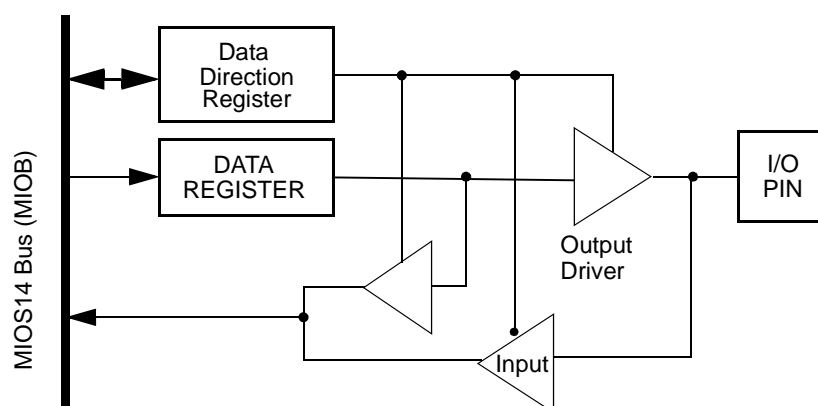 Data
Direction
Register
DATA
REGISTER
I/O
PIN
Output
Driver
Input
MIOS14 Bus (MIOB)